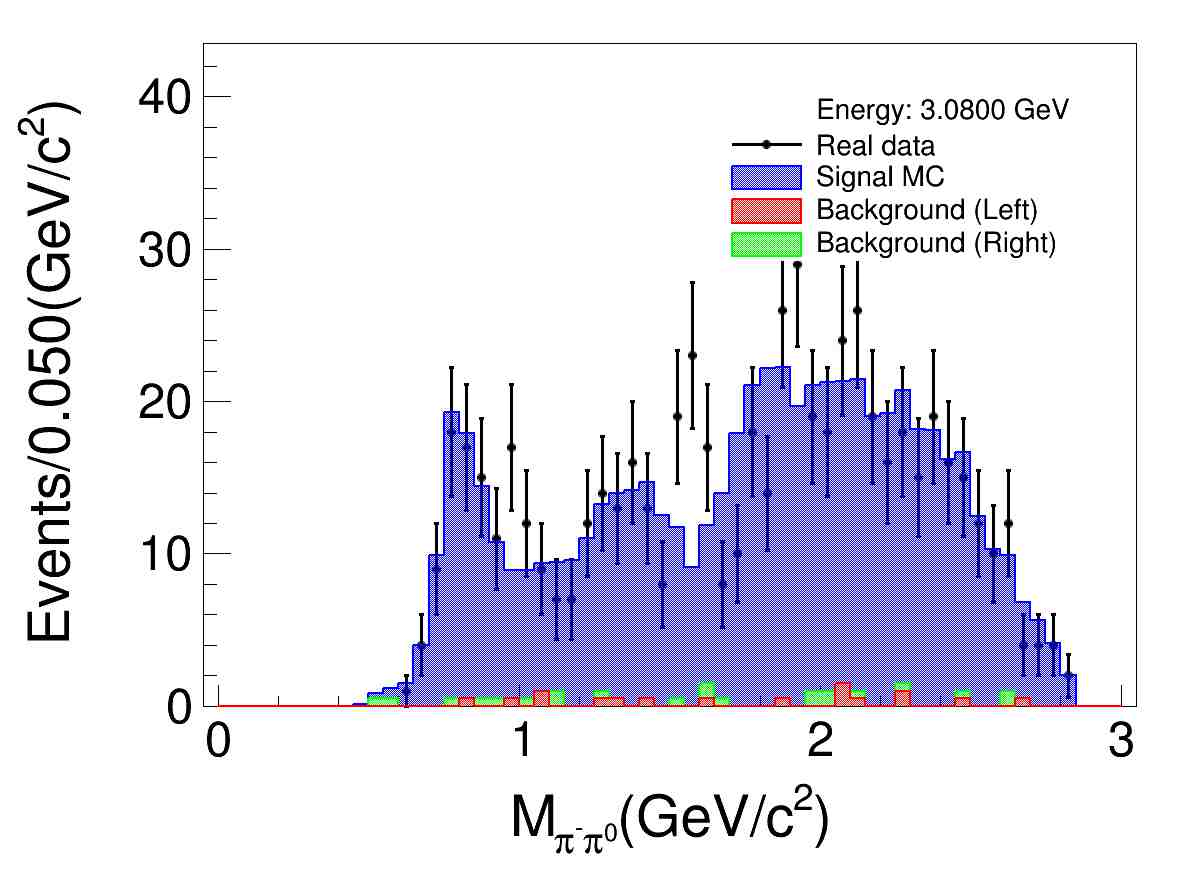 Energy: 3.0800 GeV
Real data
Signal MC
Background (Left)
Background (Right)
Events/0.050(GeV/c²)
40
30
20
10
0
0 1 2 3
M_π⁻π⁰(GeV/c²)